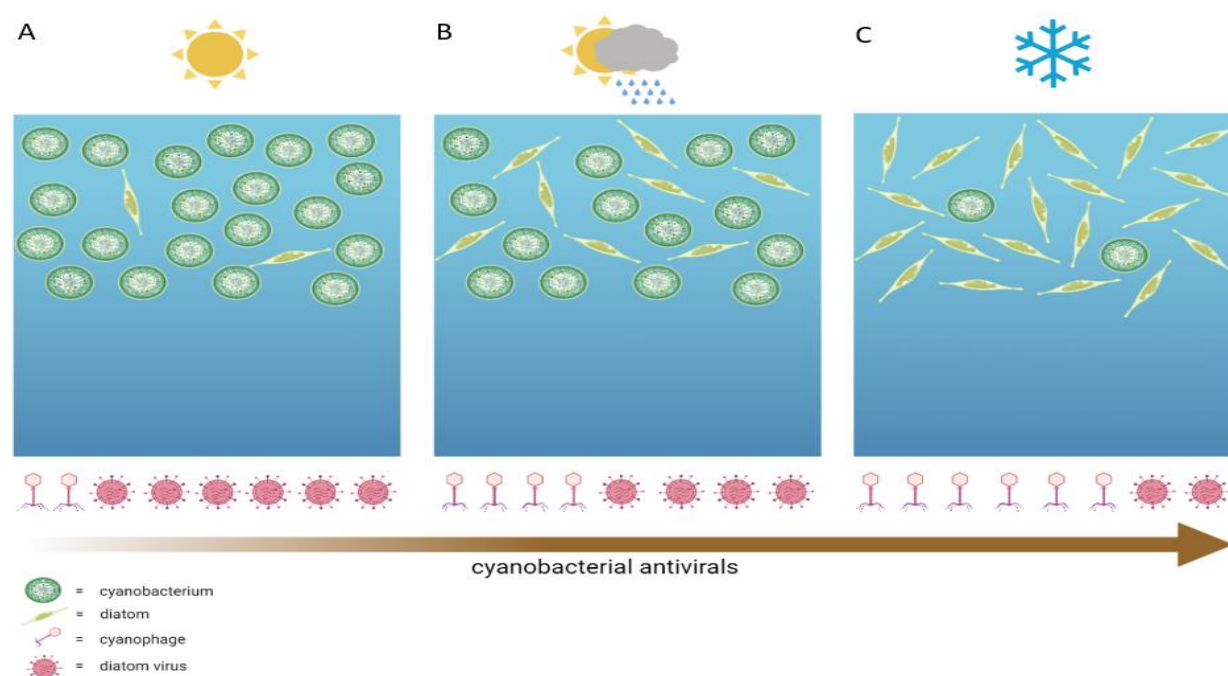 A
B
C
cyanobacterial antivirals
= cyanobacterium
= diatom
= cyanophage
= diatom virus